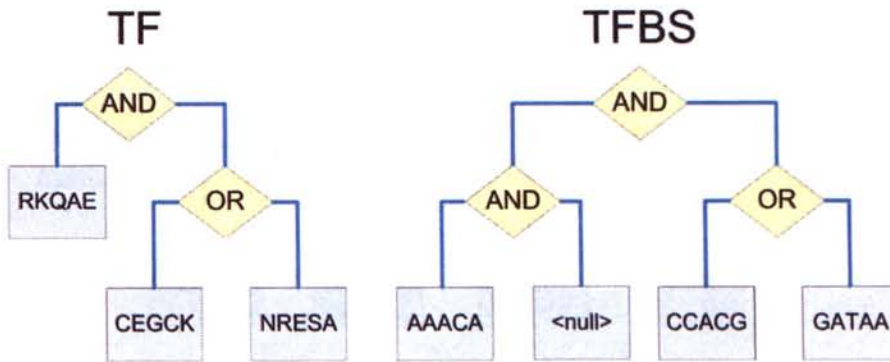 TF
TFBS
AND
AND
RKQAE
OR
AND
OR
CEGCK
NRESA
AAACA
<null>
CCACG
GATAA